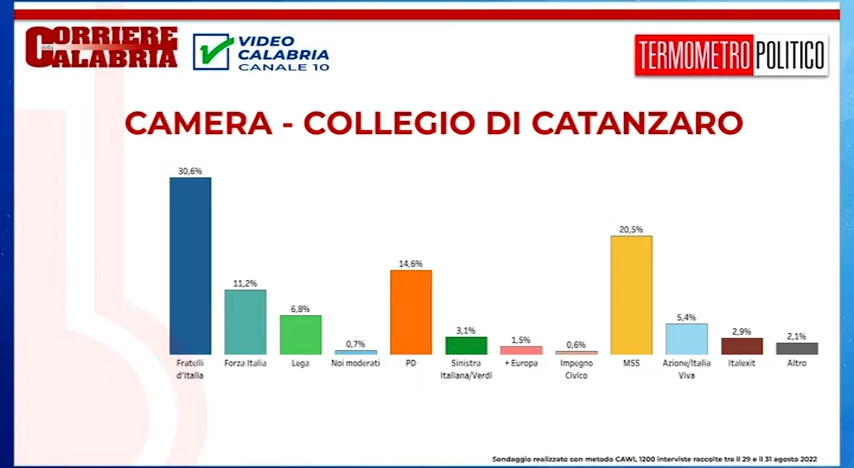 CORRIERE
della
CALABRIA
VIDEO
CALABRIA
CANALE 10
TERMOMETRO POLITICO
CAMERA - COLLEGIO DI CATANZARO
30,6%
11,2%
6,8%
0,7%
14,6%
3,1%
1,5%
0,6%
20,5%
5,4%
2,9%
2,1%
Fratelli
d'Italia
Forza Italia
Lega
Noi moderati
PD
Sinistra
Italiana/Verdi
+ Europa
Impegno
Civico
M5S
Azione/Italia
Viva
Italexit
Altro
Sondaggio realizzato con metodo CAWI, 1200 interviste raccolte tra il 29 e il 31 agosto 2022